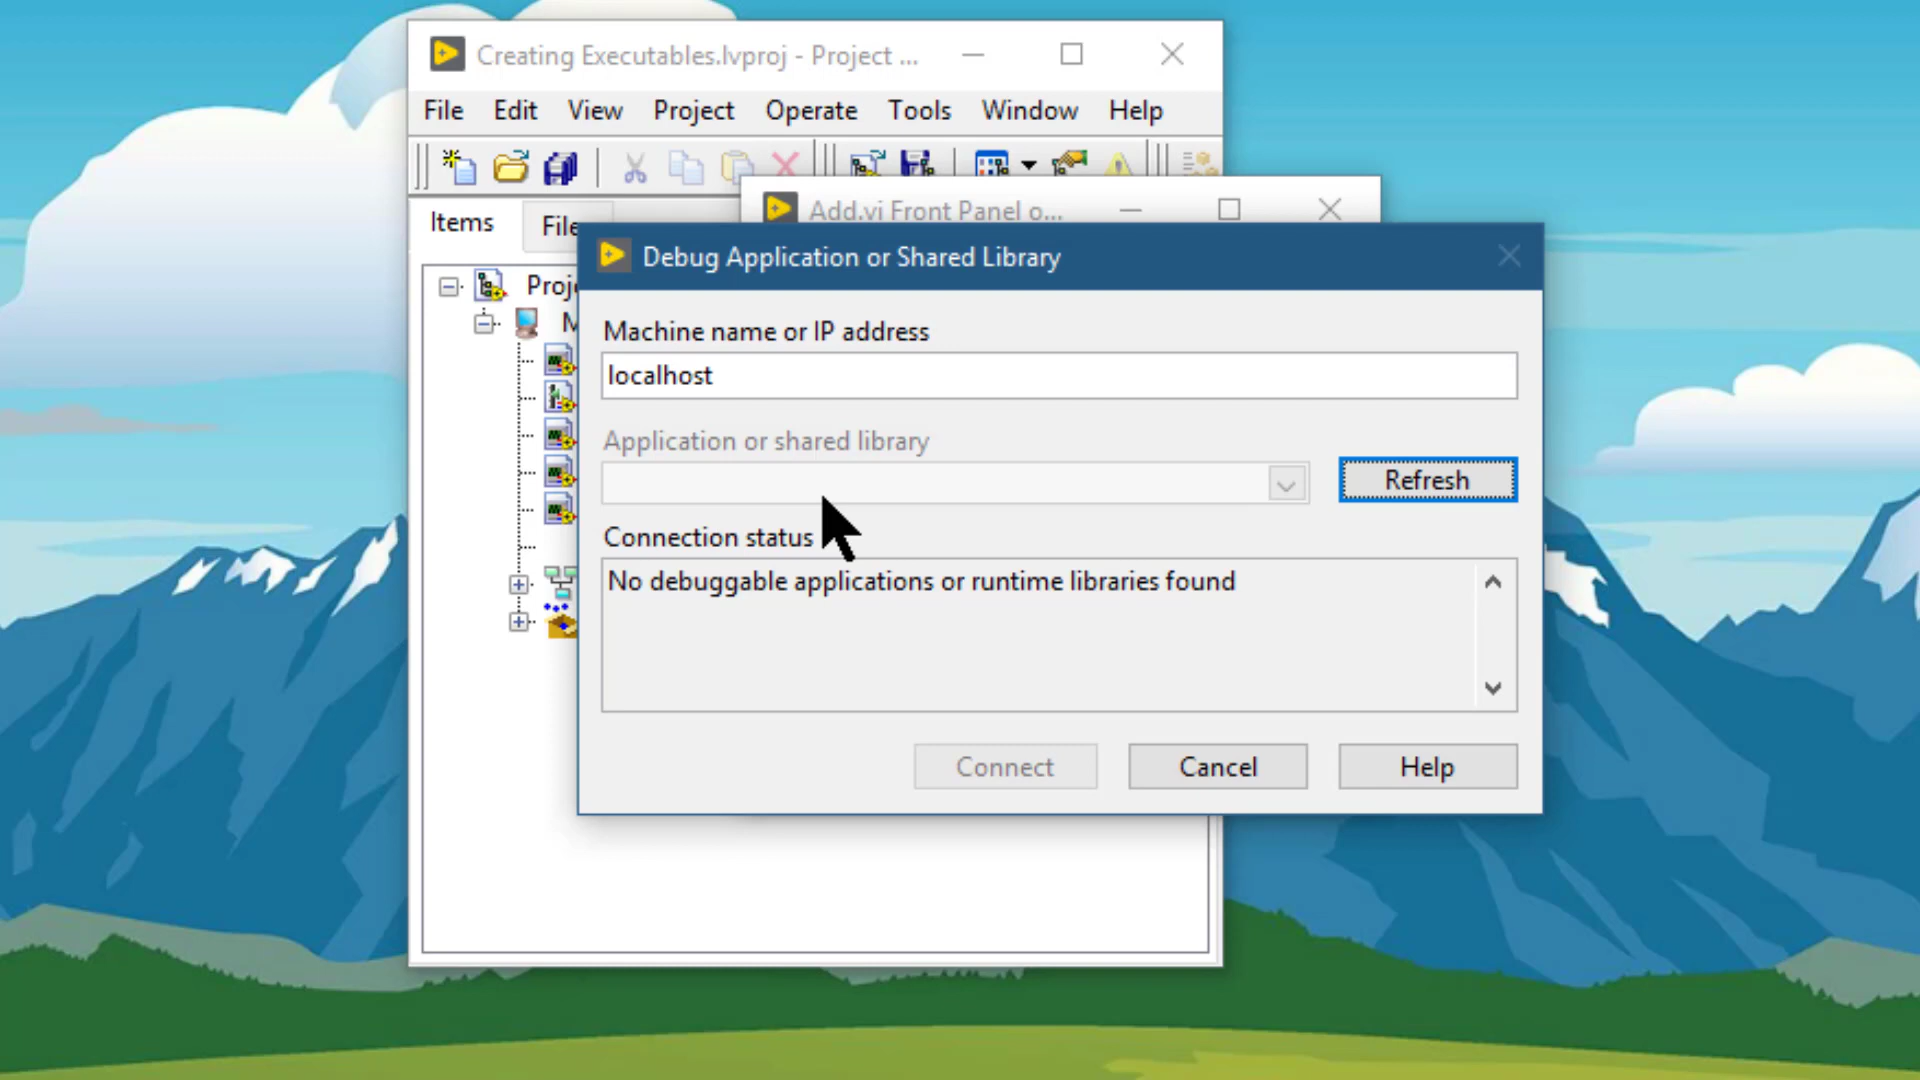 Creating Executables.lvproj - Project ...
File Edit View Project Operate Tools Window Help
Add.vi Front Panel o...
Items
Debug Application or Shared Library
Machine name or IP address
localhost
Application or shared library
Refresh
Connection status
No debuggable applications or runtime libraries found
Connect Cancel Help